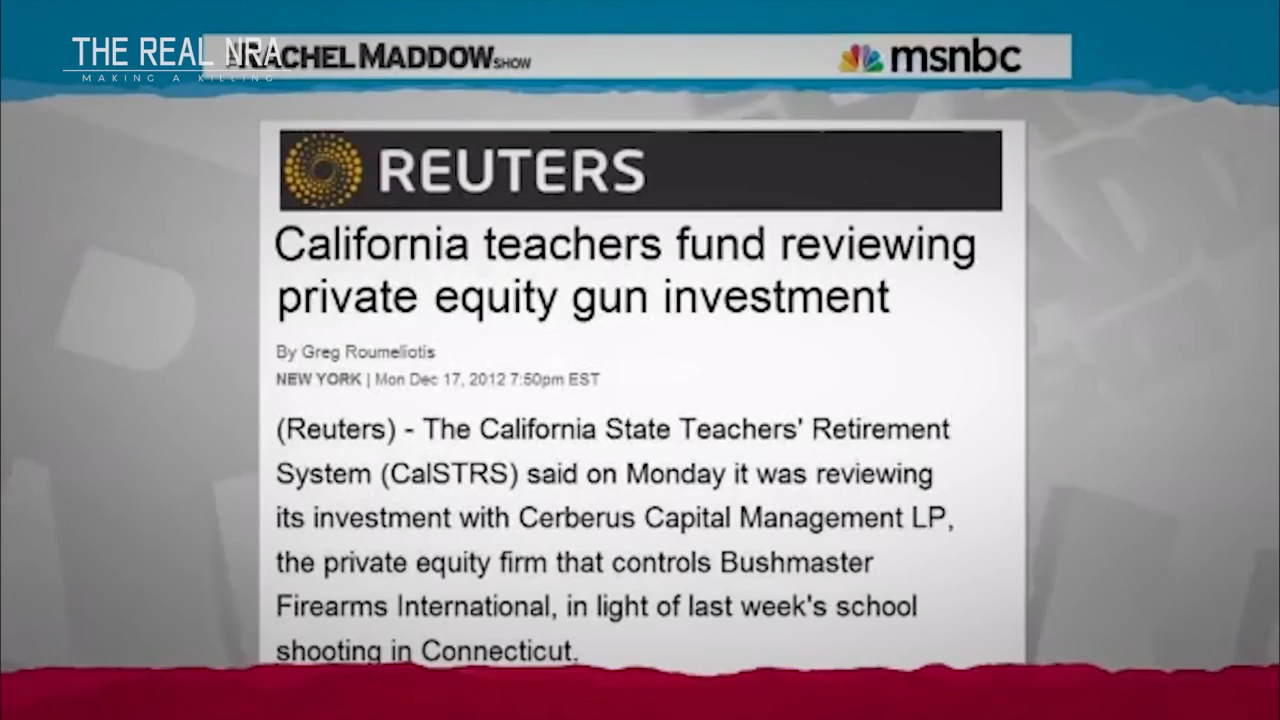 THE REAL NRA
MAKING A KILLING
RACHEL MADDOW SHOW
msnbc
REUTERS
California teachers fund reviewing
private equity gun investment
By Greg Roumeliotis
NEW YORK | Mon Dec 17, 2012 7:50pm EST
(Reuters) - The California State Teachers' Retirement
System (CalSTRS) said on Monday it was reviewing
its investment with Cerberus Capital Management LP,
the private equity firm that controls Bushmaster
Firearms International, in light of last week's school
shooting in Connecticut.